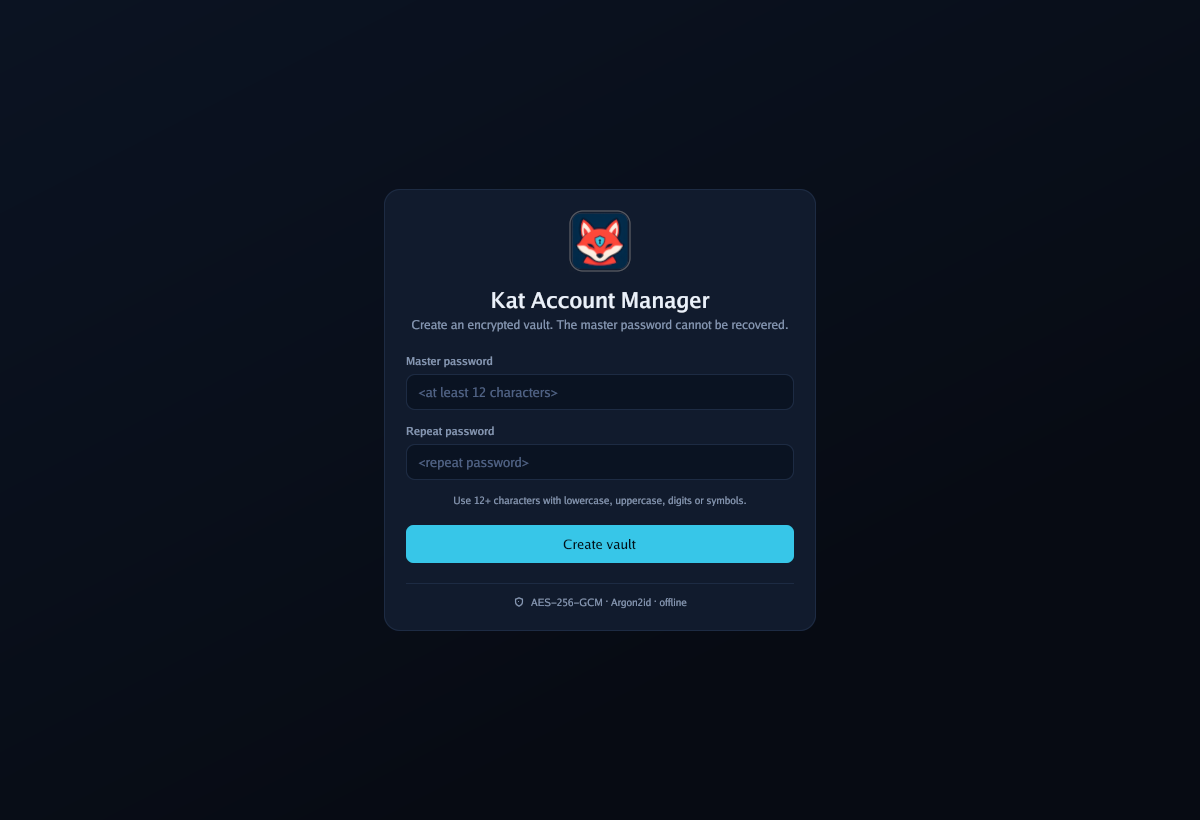 Kat Account Manager
Create an encrypted vault. The master password cannot be recovered.
Master password
<at least 12 characters>
Repeat password
<repeat password>
Use 12+ characters with lowercase, uppercase, digits or symbols.
Create vault
AES-256-GCM · Argon2id · offline